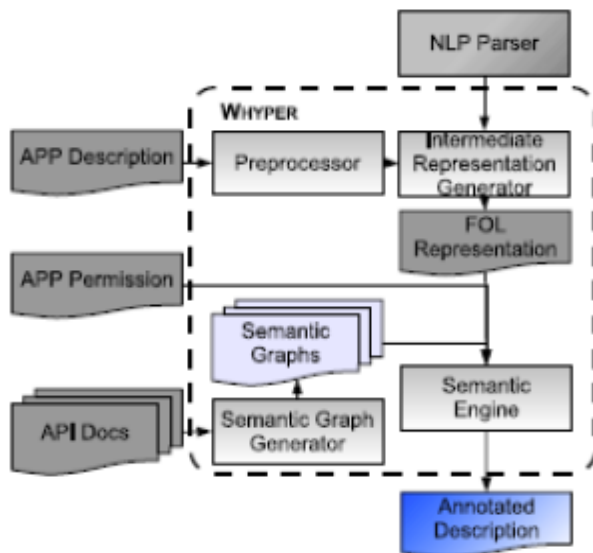 NLP Parser
WHYPER
APP Description
Preprocessor
Intermediate
Representation
Generator
FOL
Representation
APP Permission
Semantic
Graphs
Semantic
Engine
API Docs
Semantic Graph
Generator
Annotated
Description